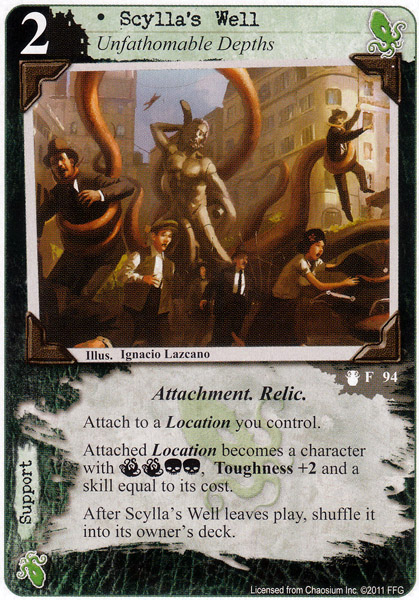 2
• Scylla's Well
Unfathomable Depths
Illus. Ignacio Lazcano
F 94
Attachment. Relic.
Attach to a Location you control.
Attached Location becomes a character
with , Toughness +2 and a
skill equal to its cost.
After Scylla's Well leaves play, shuffle it
into its owner's deck.
Support
Licensed from Chaosium Inc. ©2011 FFG